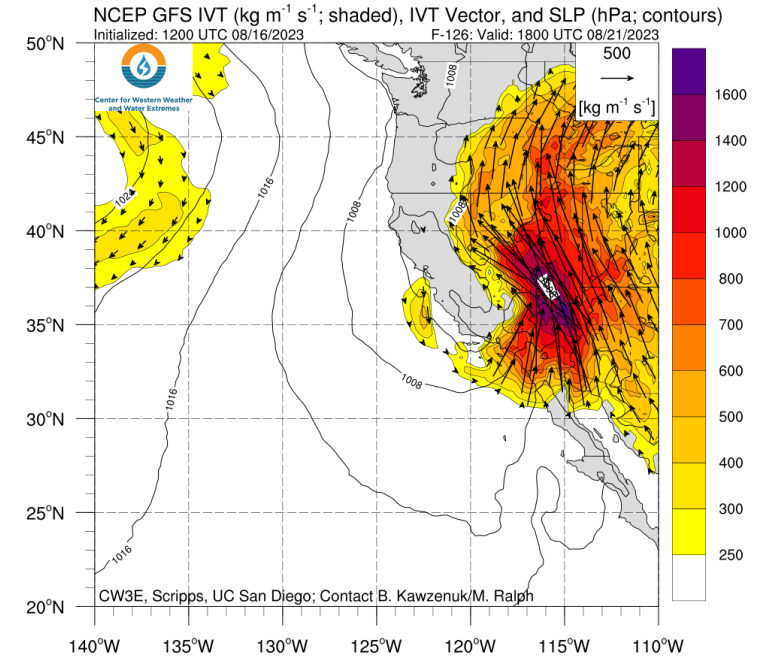 NCEP GFS IVT (kg m⁻¹ s⁻¹; shaded), IVT Vector, and SLP (hPa; contours)
Initialized: 1200 UTC 08/16/2023 F-126: Valid: 1800 UTC 08/21/2023
50°N
45°N
40°N
35°N
30°N
25°N
20°N
Center for Western Weather
and Water Extremes
500
[kg m⁻¹ s⁻¹]
1008
1024
1016
1008
1008
1008
1016
1016
CW3E, Scripps, UC San Diego; Contact B. Kawzenuk/M. Ralph
140°W
135°W
130°W
125°W
120°W
115°W
110°W
1600
1400
1200
1000
800
700
600
500
400
300
250